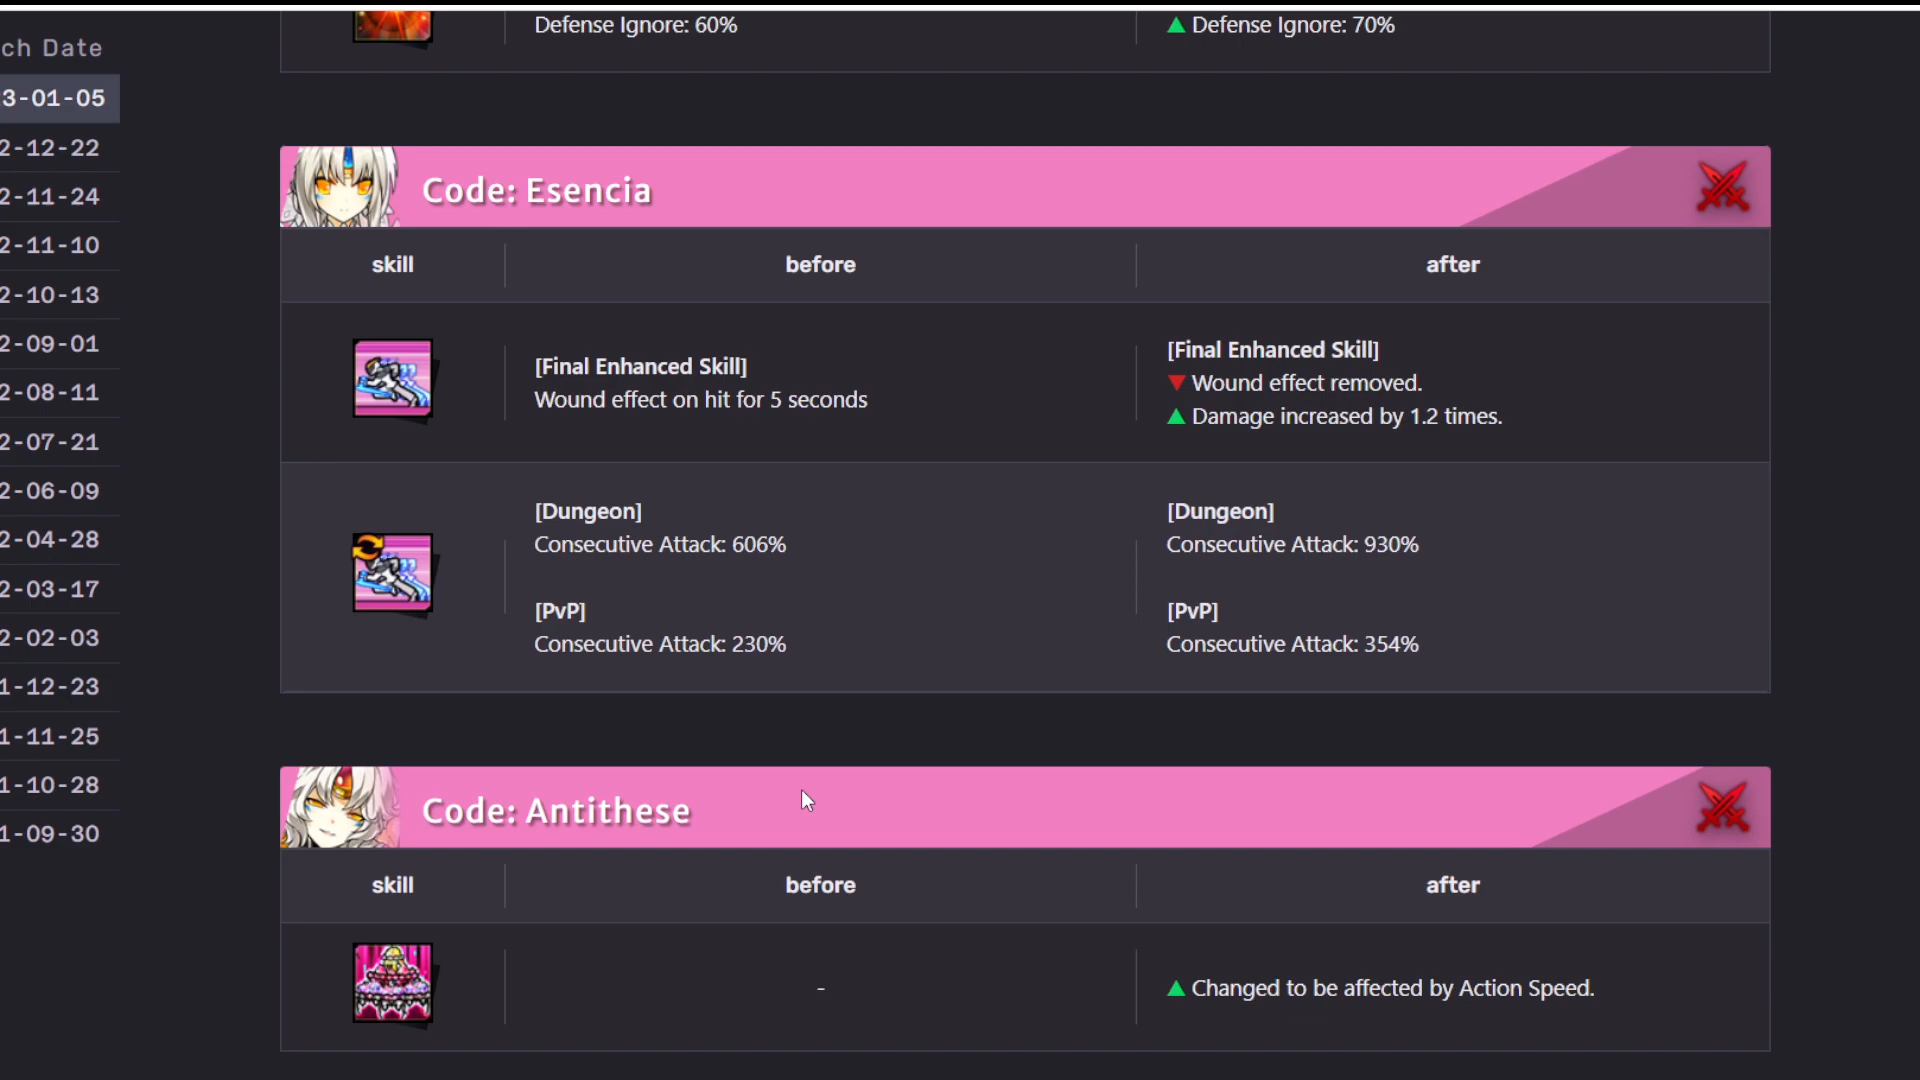 ch Date
3-01-05
2-12-22
2-11-24
2-11-10
2-10-13
2-09-01
2-08-11
2-07-21
2-06-09
2-04-28
2-03-17
2-02-03
1-12-23
1-11-25
1-10-28
1-09-30
Defense Ignore: 60%
▲ Defense Ignore: 70%
Code: Esencia
skill
before
after
[Final Enhanced Skill]
Wound effect on hit for 5 seconds
[Final Enhanced Skill]
▼ Wound effect removed.
▲ Damage increased by 1.2 times.
[Dungeon]
Consecutive Attack: 606%
[PvP]
Consecutive Attack: 230%
[Dungeon]
Consecutive Attack: 930%
[PvP]
Consecutive Attack: 354%
Code: Antithese
skill
before
after
-
▲ Changed to be affected by Action Speed.